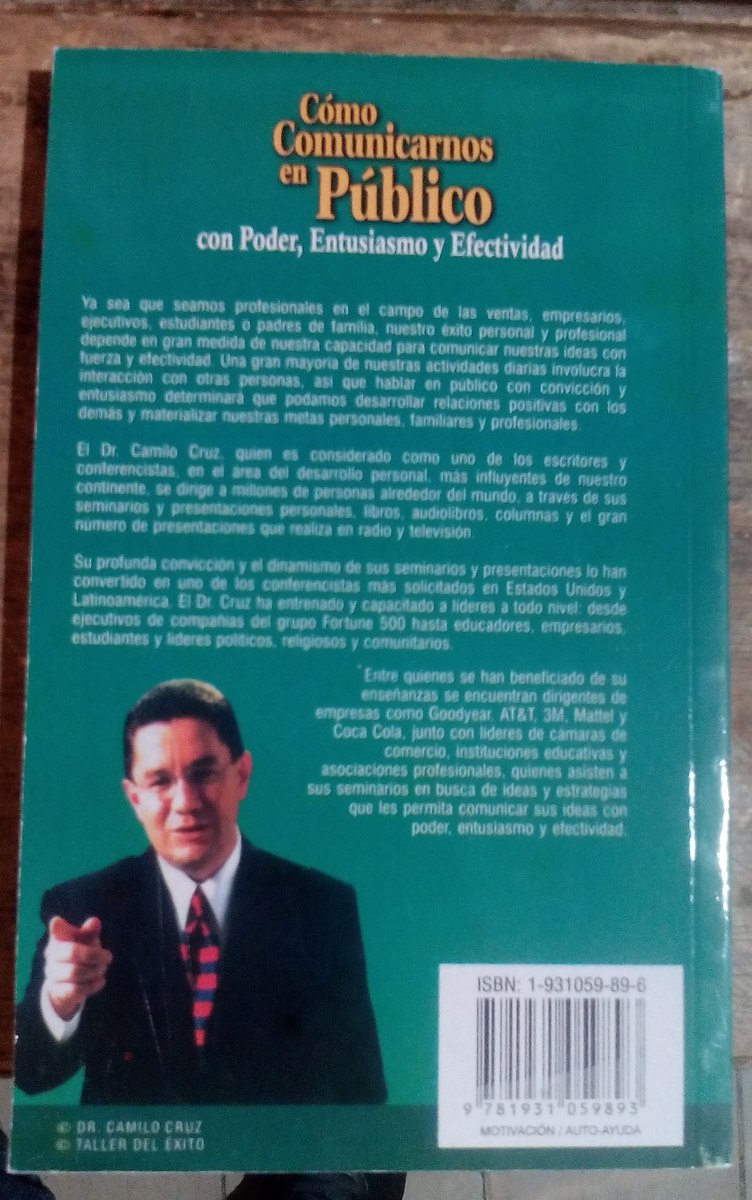 Cómo
Comunicarnos
en Público
con Poder, Entusiasmo y Efectividad
Ya sea que seamos profesionales en el campo de las ventas, empresarios,
ejecutivos, estudiantes o padres de familia, nuestro éxito personal y profesional
depende en gran medida de nuestra capacidad para comunicar nuestras ideas con
fuerza y efectividad. Una gran mayoría de nuestras actividades diarias involucra la
interacción con otras personas, así que hablar en público con convicción y
entusiasmo determinará que podamos desarrollar relaciones positivas con los
demás y materializar nuestras metas personales, familiares y profesionales.
El Dr. Camilo Cruz, quien es considerado como uno de los escritores y
conferencistas, en el área del desarrollo personal, más influyentes de nuestro
continente, se dirige a millones de personas alrededor del mundo, a través de sus
seminarios y presentaciones personales, libros, audiolibros, columnas y el gran
número de presentaciones que realiza en radio y televisión.
Su profunda convicción y el dinamismo de sus seminarios y presentaciones lo han
convertido en uno de los conferencistas más solicitados en Estados Unidos y
Latinoamérica. El Dr. Cruz ha entrenado y capacitado a líderes a todo nivel: desde
ejecutivos de compañías del grupo Fortune 500 hasta educadores, empresarios,
estudiantes y líderes políticos, religiosos y comunitarios.
Entre quienes se han beneficiado de su
enseñanzas se encuentran dirigentes de
empresas como Goodyear, AT&T, 3M, Mattel y
Coca Cola, junto con líderes de cámaras de
comercio, instituciones educativas y
asociaciones profesionales, quienes asisten a
sus seminarios en busca de ideas y estrategias
que les permita comunicar sus ideas con
poder, entusiasmo y efectividad.
ISBN: 1-931059-89-6
9 781931 059893
MOTIVACIÓN / AUTO-AYUDA
© DR. CAMILO CRUZ
© TALLER DEL ÉXITO